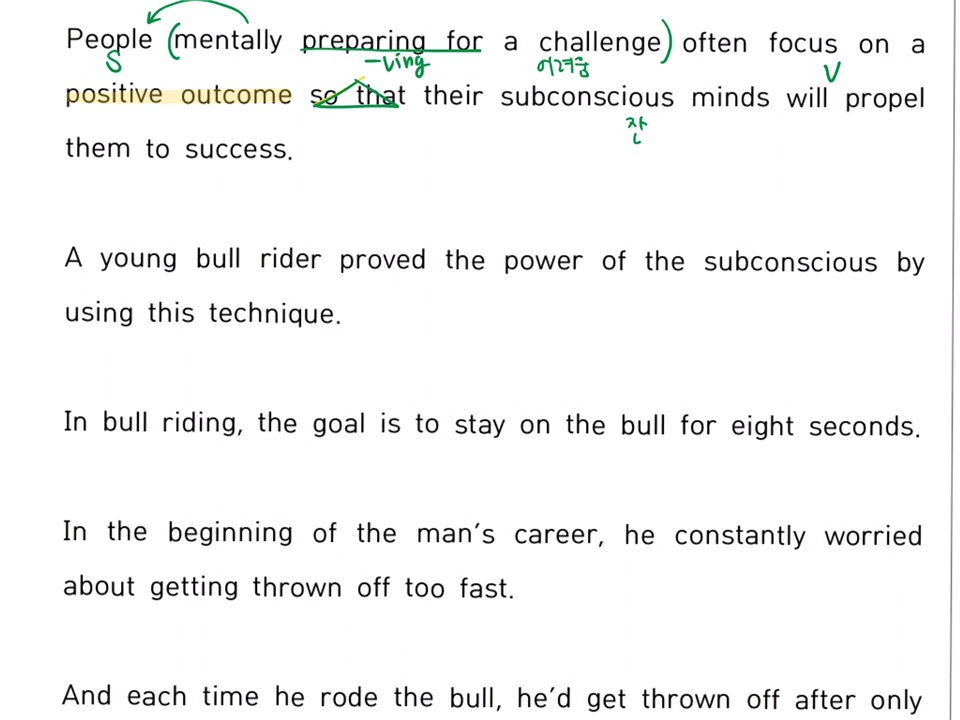 People (mentally preparing for a challenge) often focus on a
S -ving 어려움 V
positive outcome so that their subconscious minds will propel
잠
them to success.
A young bull rider proved the power of the subconscious by
using this technique.
In bull riding, the goal is to stay on the bull for eight seconds.
In the beginning of the man's career, he constantly worried
about getting thrown off too fast.
And each time he rode the bull, he'd get thrown off after only